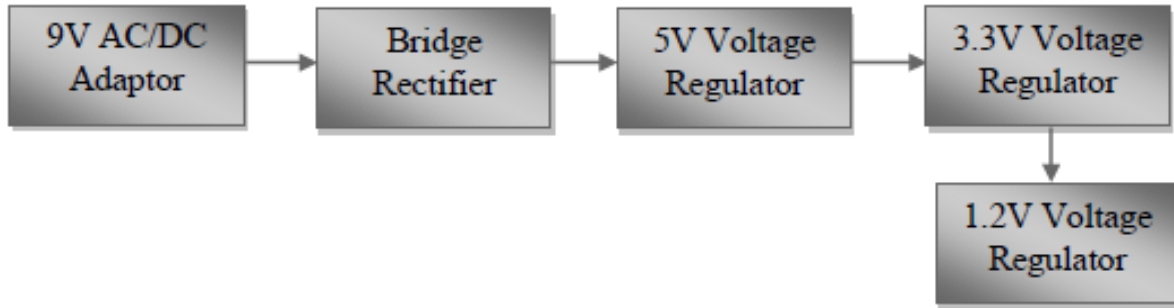 9V AC/DC
Adaptor
Bridge
Rectifier
5V Voltage
Regulator
3.3V Voltage
Regulator
1.2V Voltage
Regulator